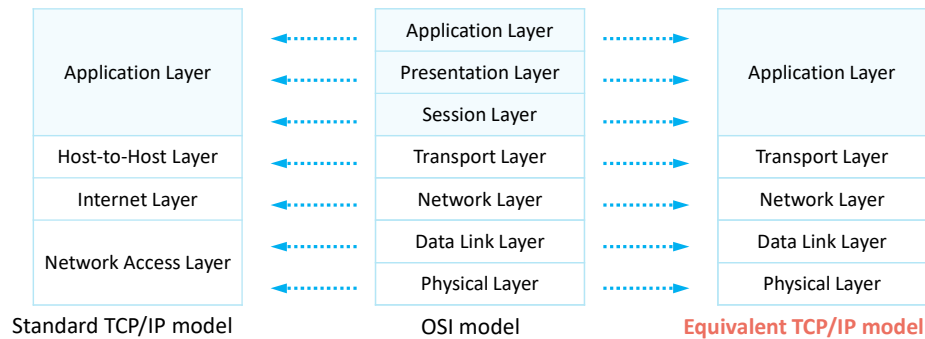 Application Layer
Host-to-Host Layer
Internet Layer
Network Access Layer
Standard TCP/IP model
Application Layer
Presentation Layer
Session Layer
Transport Layer
Network Layer
Data Link Layer
Physical Layer
OSI model
Application Layer
Transport Layer
Network Layer
Data Link Layer
Physical Layer
Equivalent TCP/IP model